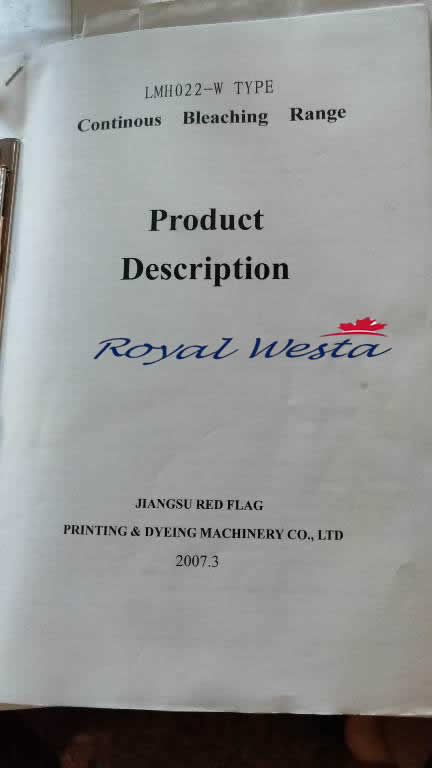 LMH022-W TYPE
Continous Bleaching Range
Product
Description
Royal Westa
JIANGSU RED FLAG
PRINTING & DYEING MACHINERY CO., LTD
2007.3